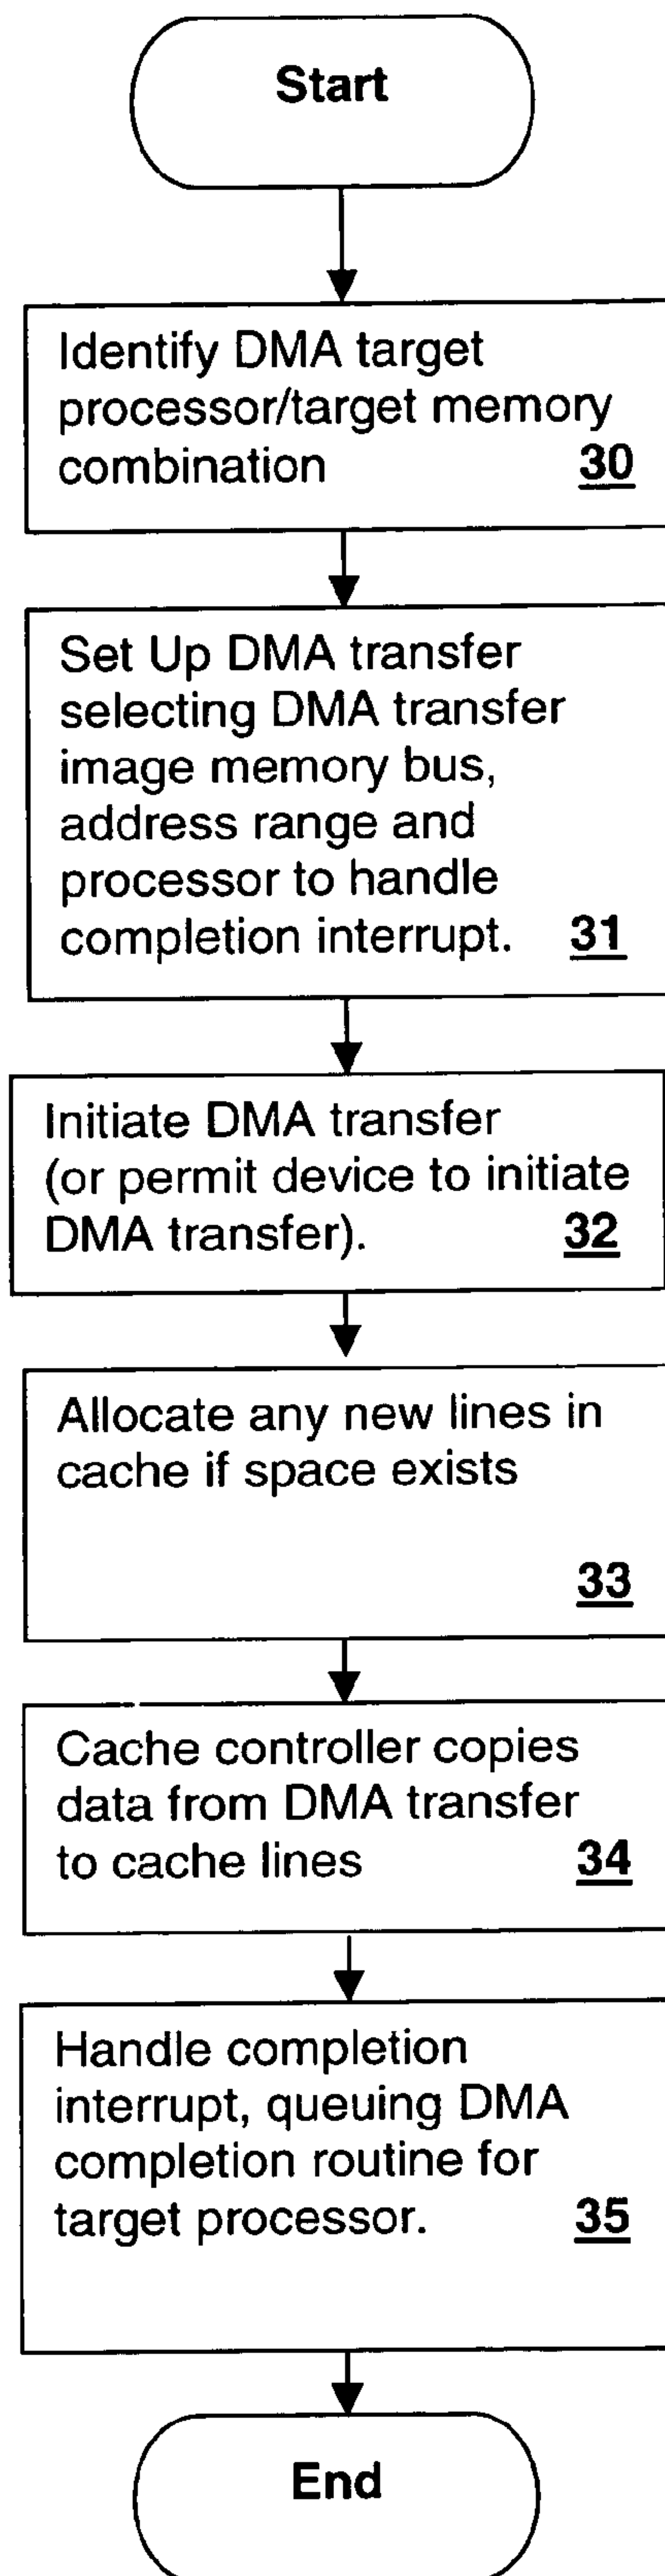 Start
Identify DMA target
processor/target memory
combination 30
Set Up DMA transfer
selecting DMA transfer
image memory bus,
address range and
processor to handle
completion interrupt. 31
Initiate DMA transfer
(or permit device to initiate
DMA transfer). 32
Allocate any new lines in
cache if space exists
33
Cache controller copies
data from DMA transfer
to cache lines 34
Handle completion
interrupt, queuing DMA
completion routine for
target processor. 35
End